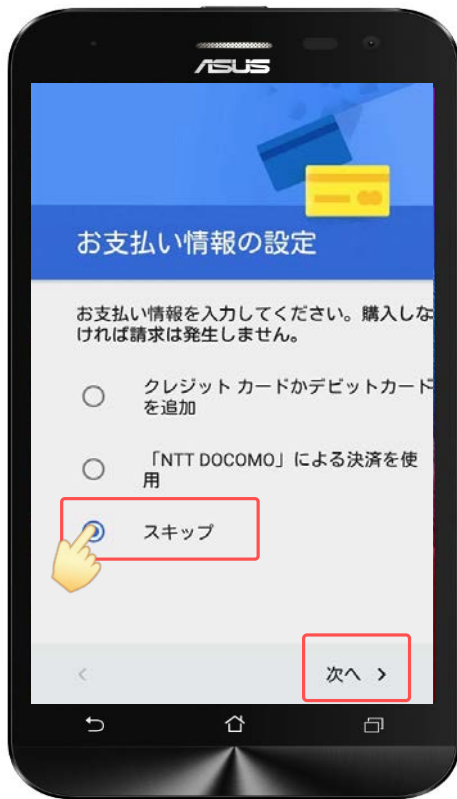 ASUS
お支払い情報の設定
お支払い情報を入力してください。購入しな
ければ請求は発生しません。
クレジット カードかデビットカード
を追加
「NTT DOCOMO」による決済を使
用
スキップ
次へ